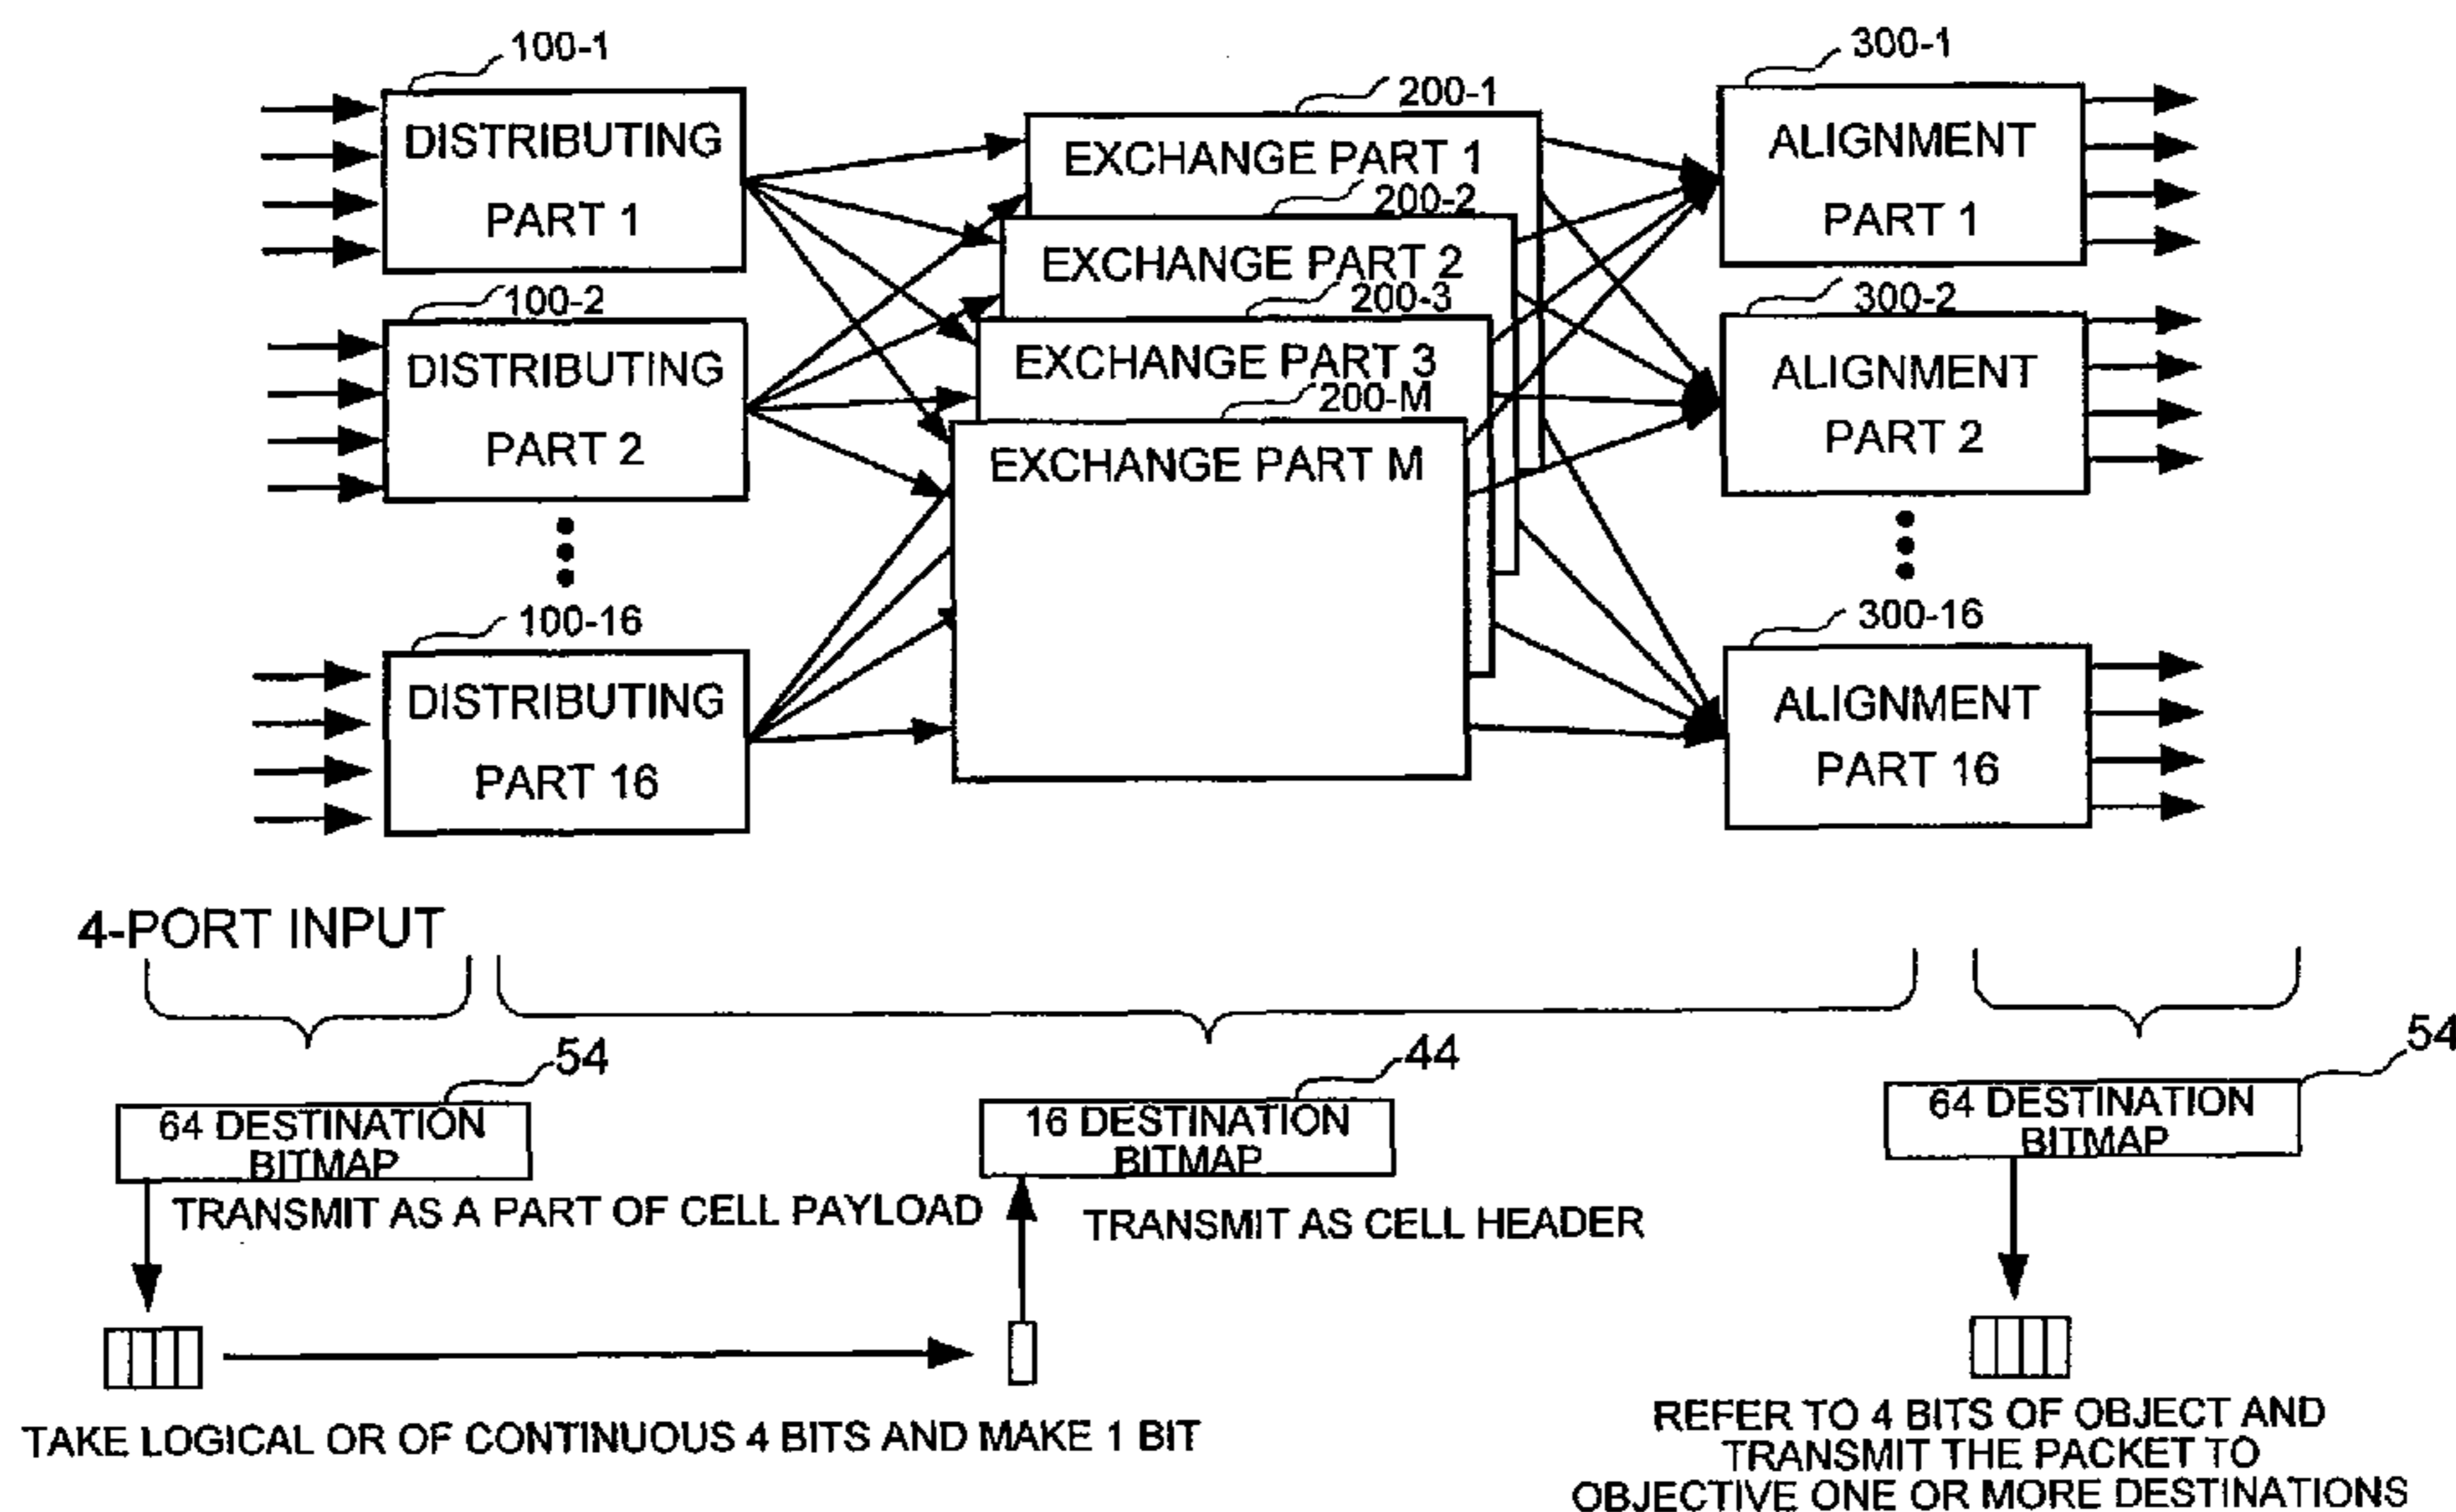 100-1
DISTRIBUTING
PART 1
100-2
DISTRIBUTING
PART 2
100-16
DISTRIBUTING
PART 16
200-1
EXCHANGE PART 1
200-2
EXCHANGE PART 2
200-3
EXCHANGE PART 3
200-M
EXCHANGE PART M
300-1
ALIGNMENT
PART 1
300-2
ALIGNMENT
PART 2
300-16
ALIGNMENT
PART 16
4-PORT INPUT
54
64 DESTINATION
BITMAP
TRANSMIT AS A PART OF CELL PAYLOAD
44
16 DESTINATION
BITMAP
TRANSMIT AS CELL HEADER
54
64 DESTINATION
BITMAP
TAKE LOGICAL OR OF CONTINUOUS 4 BITS AND MAKE 1 BIT
REFER TO 4 BITS OF OBJECT AND
TRANSMIT THE PACKET TO
OBJECTIVE ONE OR MORE DESTINATIONS